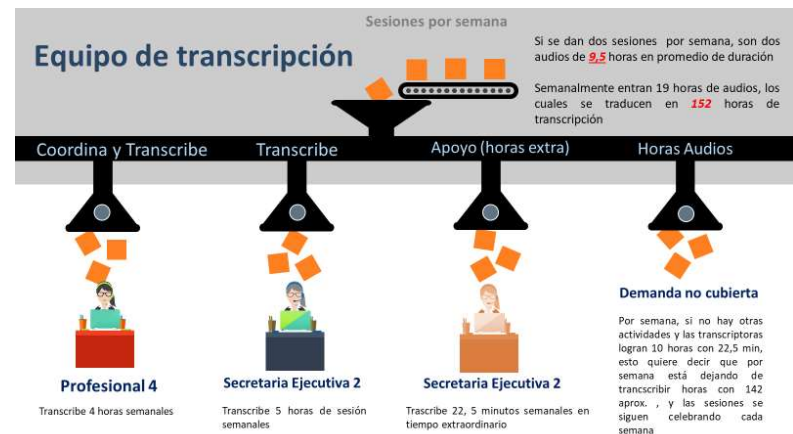 Sesiones por semana
Equipo de transcripción
Si se dan dos sesiones por semana, son dos
audios de 9,5 horas en promedio de duración
Semanalmente entran 19 horas de audios, los
cuales se traducen en 152 horas de
transcripción
Coordina y Transcribe
Transcribe
Apoyo (horas extra)
Horas Audios
Profesional 4
Transcribe 4 horas semanales
Secretaria Ejecutiva 2
Transcribe 5 horas de sesión
semanales
Secretaria Ejecutiva 2
Trascribe 22, 5 minutos semanales en
tiempo extraordinario
Demanda no cubierta
Por semana, si no hay otras
actividades y las transcriptoras
logran 10 horas con 22,5 min,
esto quiere decir que por
semana está dejando de
trancscribir horas con 142
aprox. , y las sesiones se
siguen celebrando cada
semana